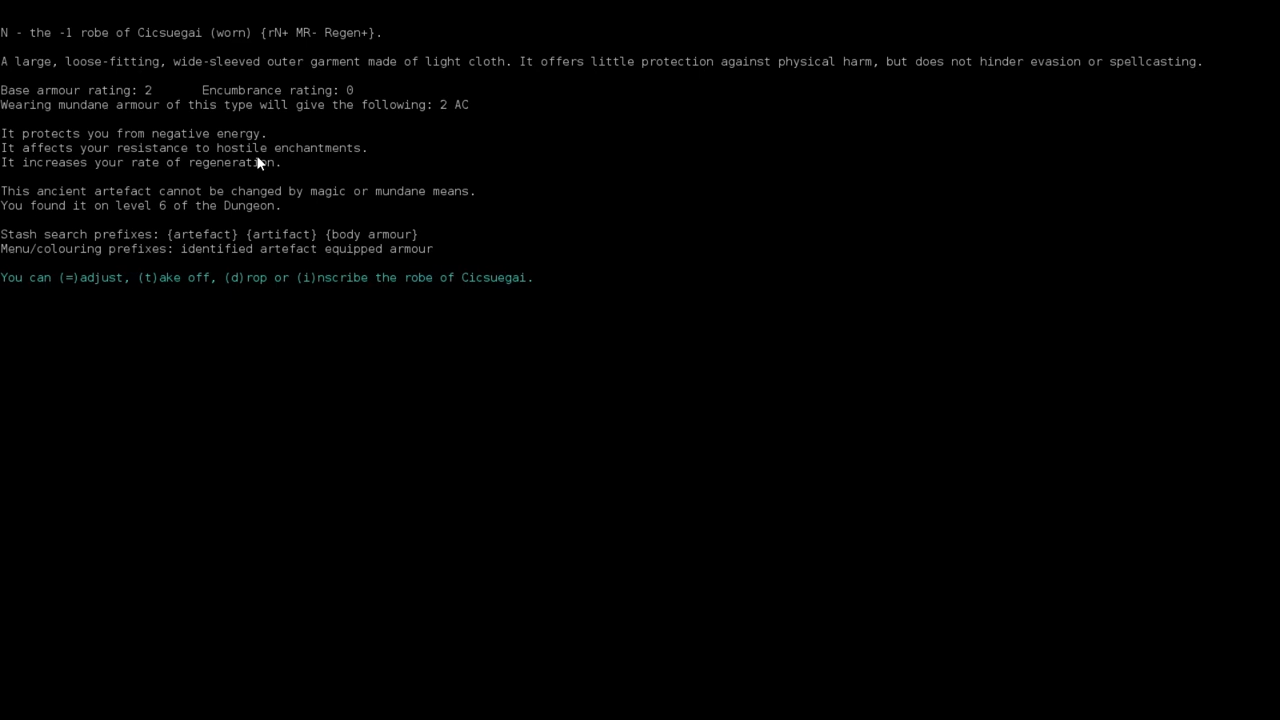 N - the -1 robe of Cicsuegai (worn) {rN+ MR- Regen+}.
A large, loose-fitting, wide-sleeved outer garment made of light cloth. It offers little protection against physical harm, but does not hinder evasion or spellcasting.
Base armour rating: 2       Encumbrance rating: 0
Wearing mundane armour of this type will give the following: 2 AC
It protects you from negative energy.
It affects your resistance to hostile enchantments.
It increases your rate of regeneration.
This ancient artefact cannot be changed by magic or mundane means.
You found it on level 6 of the Dungeon.
Stash search prefixes: {artefact} {artifact} {body armour}
Menu/colouring prefixes: identified artefact equipped armour
You can (=)adjust, (t)ake off, (d)rop or (i)nscribe the robe of Cicsuegai.